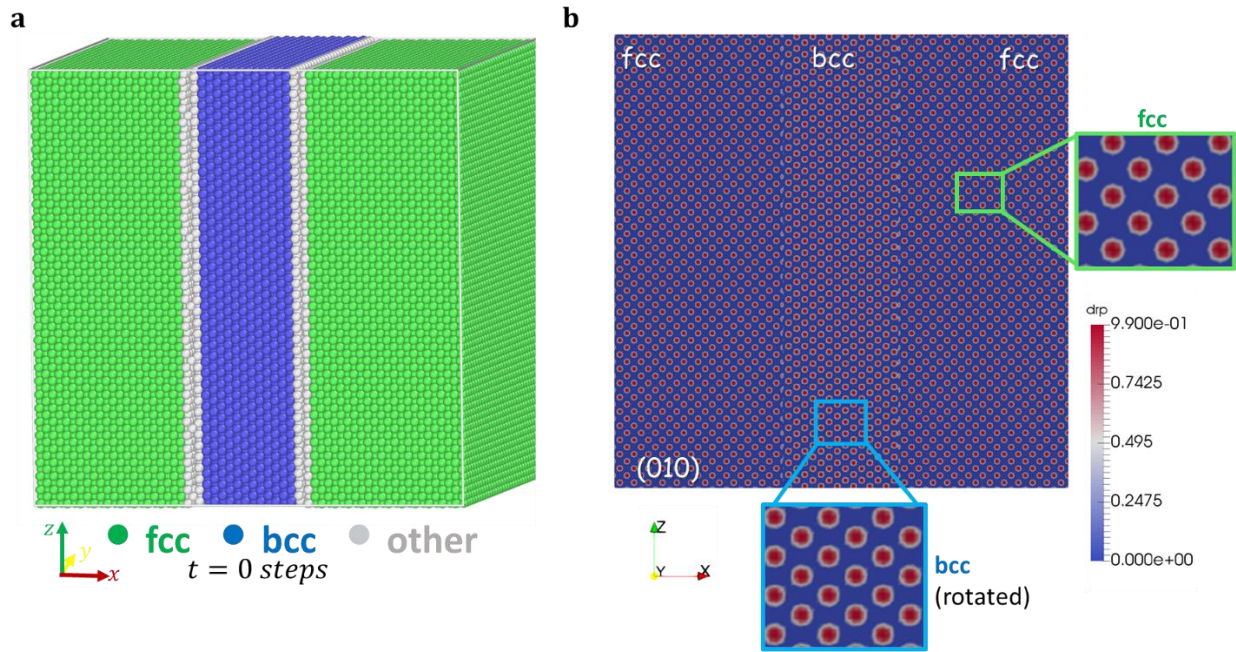 a
z
y
x
fcc bcc other
t = 0 steps
b
fcc bcc fcc
(010)
fcc
drp
9.900e-01
0.7425
0.495
0.2475
0.000e+00
Z
Y X
bcc
(rotated)